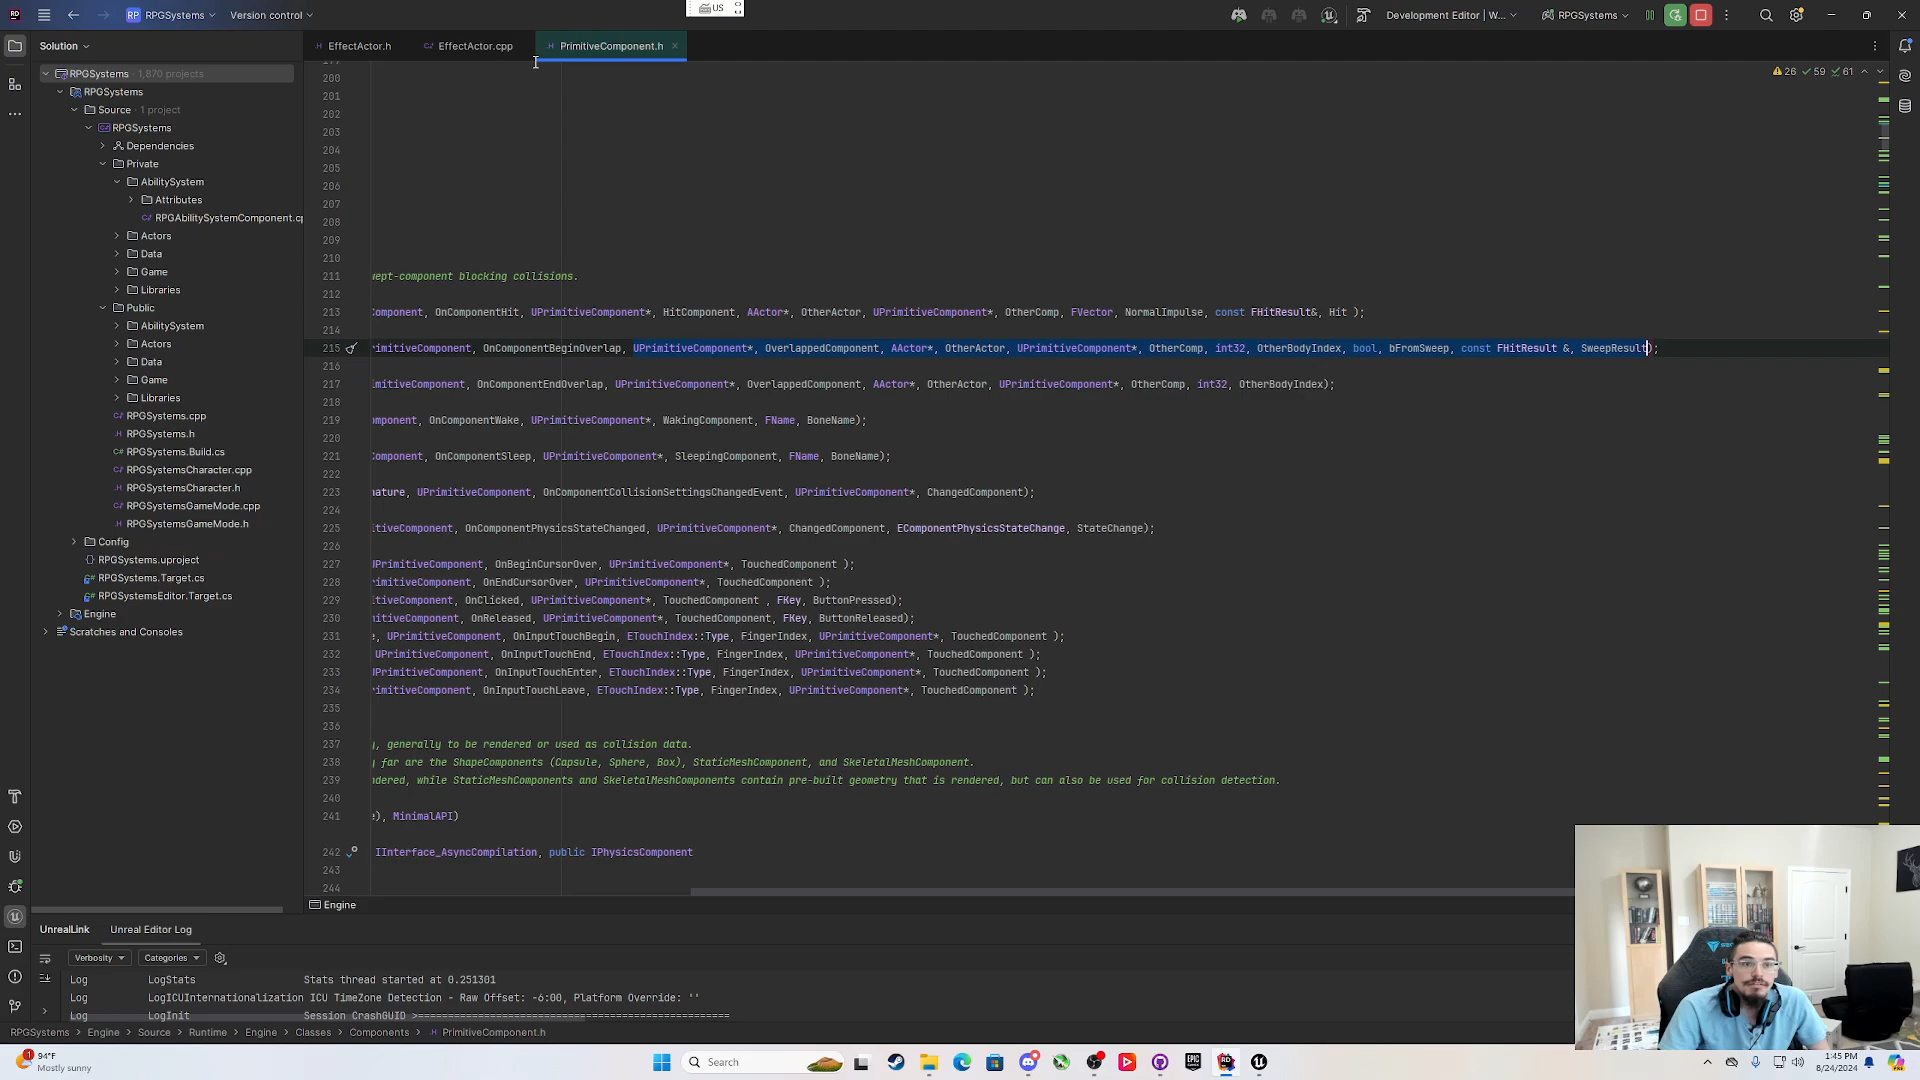 US
RP RPGSystems Version control Development Editor | W... RPGSystems
Solution EffectActor.h EffectActor.cpp PrimitiveComponent.h
26 59 61
RPGSystems · 1,870 projects
RPGSystems
Source · 1 project
RPGSystems
Dependencies
Private
AbilitySystem
Attributes
RPGAbilitySystemComponent.cp
Actors
Data
Game
Libraries
Public
AbilitySystem
Actors
Data
Game
Libraries
RPGSystems.cpp
RPGSystems.h
RPGSystems.Build.cs
RPGSystemsCharacter.cpp
RPGSystemsCharacter.h
RPGSystemsGameMode.cpp
RPGSystemsGameMode.h
Config
RPGSystems.uproject
RPGSystems.Target.cs
RPGSystemsEditor.Target.cs
Engine
Scratches and Consoles
200
201
202
203
204
205
206
207
208
209
210
211 wept-component blocking collisions.
212
213 Component, OnComponentHit, UPrimitiveComponent*, HitComponent, AActor*, OtherActor, UPrimitiveComponent*, OtherComp, FVector, NormalImpulse, const FHitResult&, Hit );
214
215 rimitiveComponent, OnComponentBeginOverlap, UPrimitiveComponent*, OverlappedComponent, AActor*, OtherActor, UPrimitiveComponent*, OtherComp, int32, OtherBodyIndex, bool, bFromSweep, const FHitResult &, SweepResult);
216
217 imitiveComponent, OnComponentEndOverlap, UPrimitiveComponent*, OverlappedComponent, AActor*, OtherActor, UPrimitiveComponent*, OtherComp, int32, OtherBodyIndex);
218
219 omponent, OnComponentWake, UPrimitiveComponent*, WakingComponent, FName, BoneName);
220
221 Component, OnComponentSleep, UPrimitiveComponent*, SleepingComponent, FName, BoneName);
222
223 nature, UPrimitiveComponent, OnComponentCollisionSettingsChangedEvent, UPrimitiveComponent*, ChangedComponent);
224
225 itiveComponent, OnComponentPhysicsStateChanged, UPrimitiveComponent*, ChangedComponent, EComponentPhysicsStateChange, StateChange);
226
227 UPrimitiveComponent, OnBeginCursorOver, UPrimitiveComponent*, TouchedComponent );
228 rimitiveComponent, OnEndCursorOver, UPrimitiveComponent*, TouchedComponent );
229 itiveComponent, OnClicked, UPrimitiveComponent*, TouchedComponent , FKey, ButtonPressed);
230 mitiveComponent, OnReleased, UPrimitiveComponent*, TouchedComponent, FKey, ButtonReleased);
231 e, UPrimitiveComponent, OnInputTouchBegin, ETouchIndex::Type, FingerIndex, UPrimitiveComponent*, TouchedComponent );
232 UPrimitiveComponent, OnInputTouchEnd, ETouchIndex::Type, FingerIndex, UPrimitiveComponent*, TouchedComponent );
233 UPrimitiveComponent, OnInputTouchEnter, ETouchIndex::Type, FingerIndex, UPrimitiveComponent*, TouchedComponent );
234 rimitiveComponent, OnInputTouchLeave, ETouchIndex::Type, FingerIndex, UPrimitiveComponent*, TouchedComponent );
235
236
237 y, generally to be rendered or used as collision data.
238 y far are the ShapeComponents (Capsule, Sphere, Box), StaticMeshComponent, and SkeletalMeshComponent.
239 ndered, while StaticMeshComponents and SkeletalMeshComponents contain pre-built geometry that is rendered, but can also be used for collision detection.
240
241 e), MinimalAPI)
242 IInterface_AsyncCompilation, public IPhysicsComponent
243
244
Engine
UnrealLink Unreal Editor Log
Verbosity Categories
Log LogStats Stats thread started at 0.251301
Log LogICUInternationalization ICU TimeZone Detection - Raw Offset: -6:00, Platform Override: ''
Log LogInit Session CrashGUID >====================================================
RPGSystems > Engine > Source > Runtime > Engine > Classes > Components > PrimitiveComponent.h
94°F
Mostly sunny
Search
1:45 PM
8/24/2024